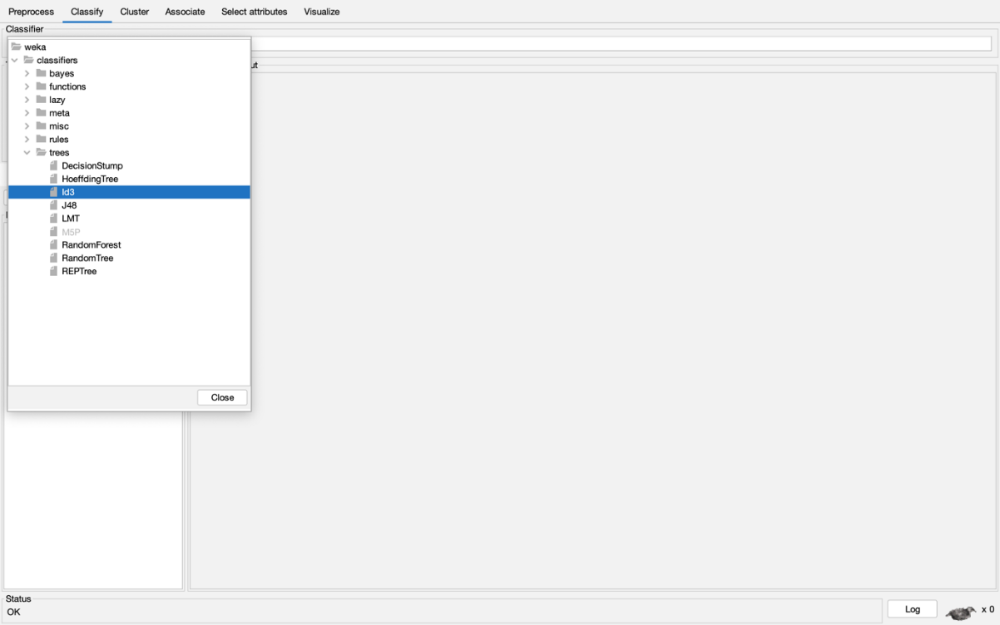 Preprocess Classify Cluster Associate Select attributes Visualize
Classifier
weka
classifiers
bayes
functions
lazy
meta
misc
rules
trees
DecisionStump
HoeffdingTree
Id3
J48
LMT
M5P
RandomForest
RandomTree
REPTree
Close
Status
OK
Log
x 0